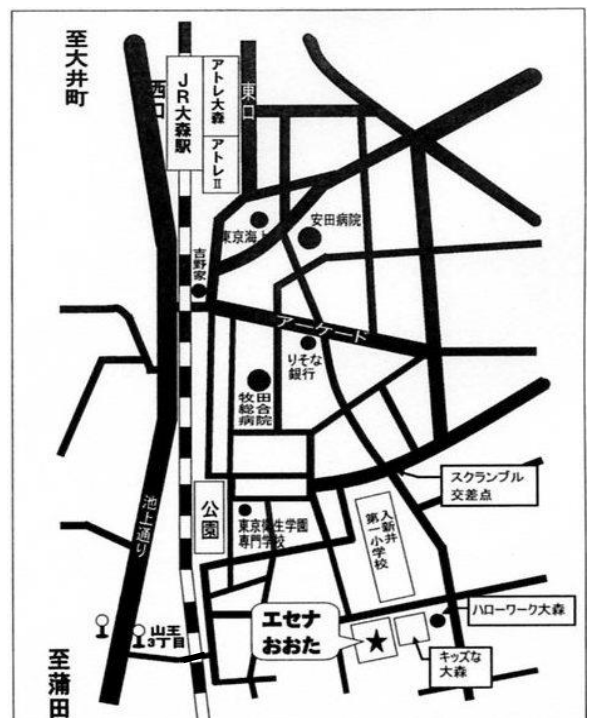 至大井町
西口
JR大森駅
アトレ大森
アトレⅡ
東口
東京海上
安田病院
吉野家
アーケード
りそな
銀行
牧田
総合
病院
スクランブル
交差点
公園
東京衛生学園
専門学校
入新井
第一小学校
池上通り
エセナ
おおた
ハローワーク大森
キッズな
大森
山王
3丁目
至蒲田